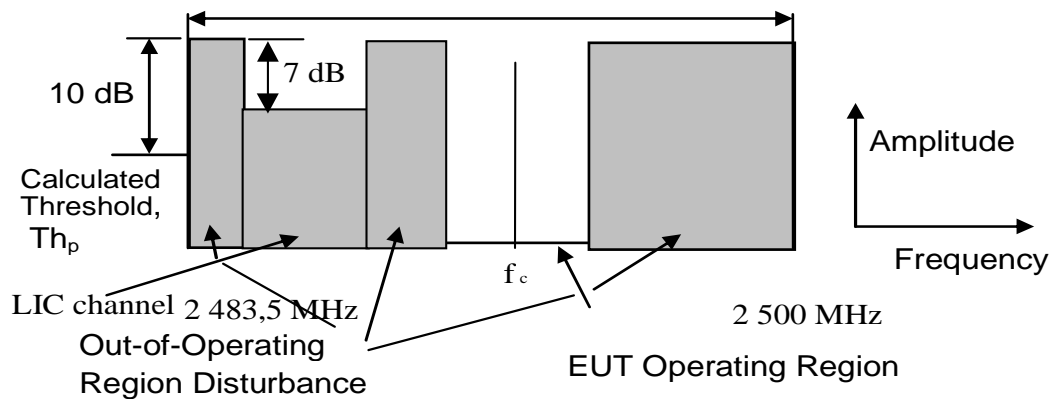 7 dB
10 dB
Amplitude
Calculated
Threshold,
Thp
Frequency
f c
LIC channel
2 483,5 MHz
2 500 MHz
Out-of-Operating
Region Disturbance
EUT Operating Region